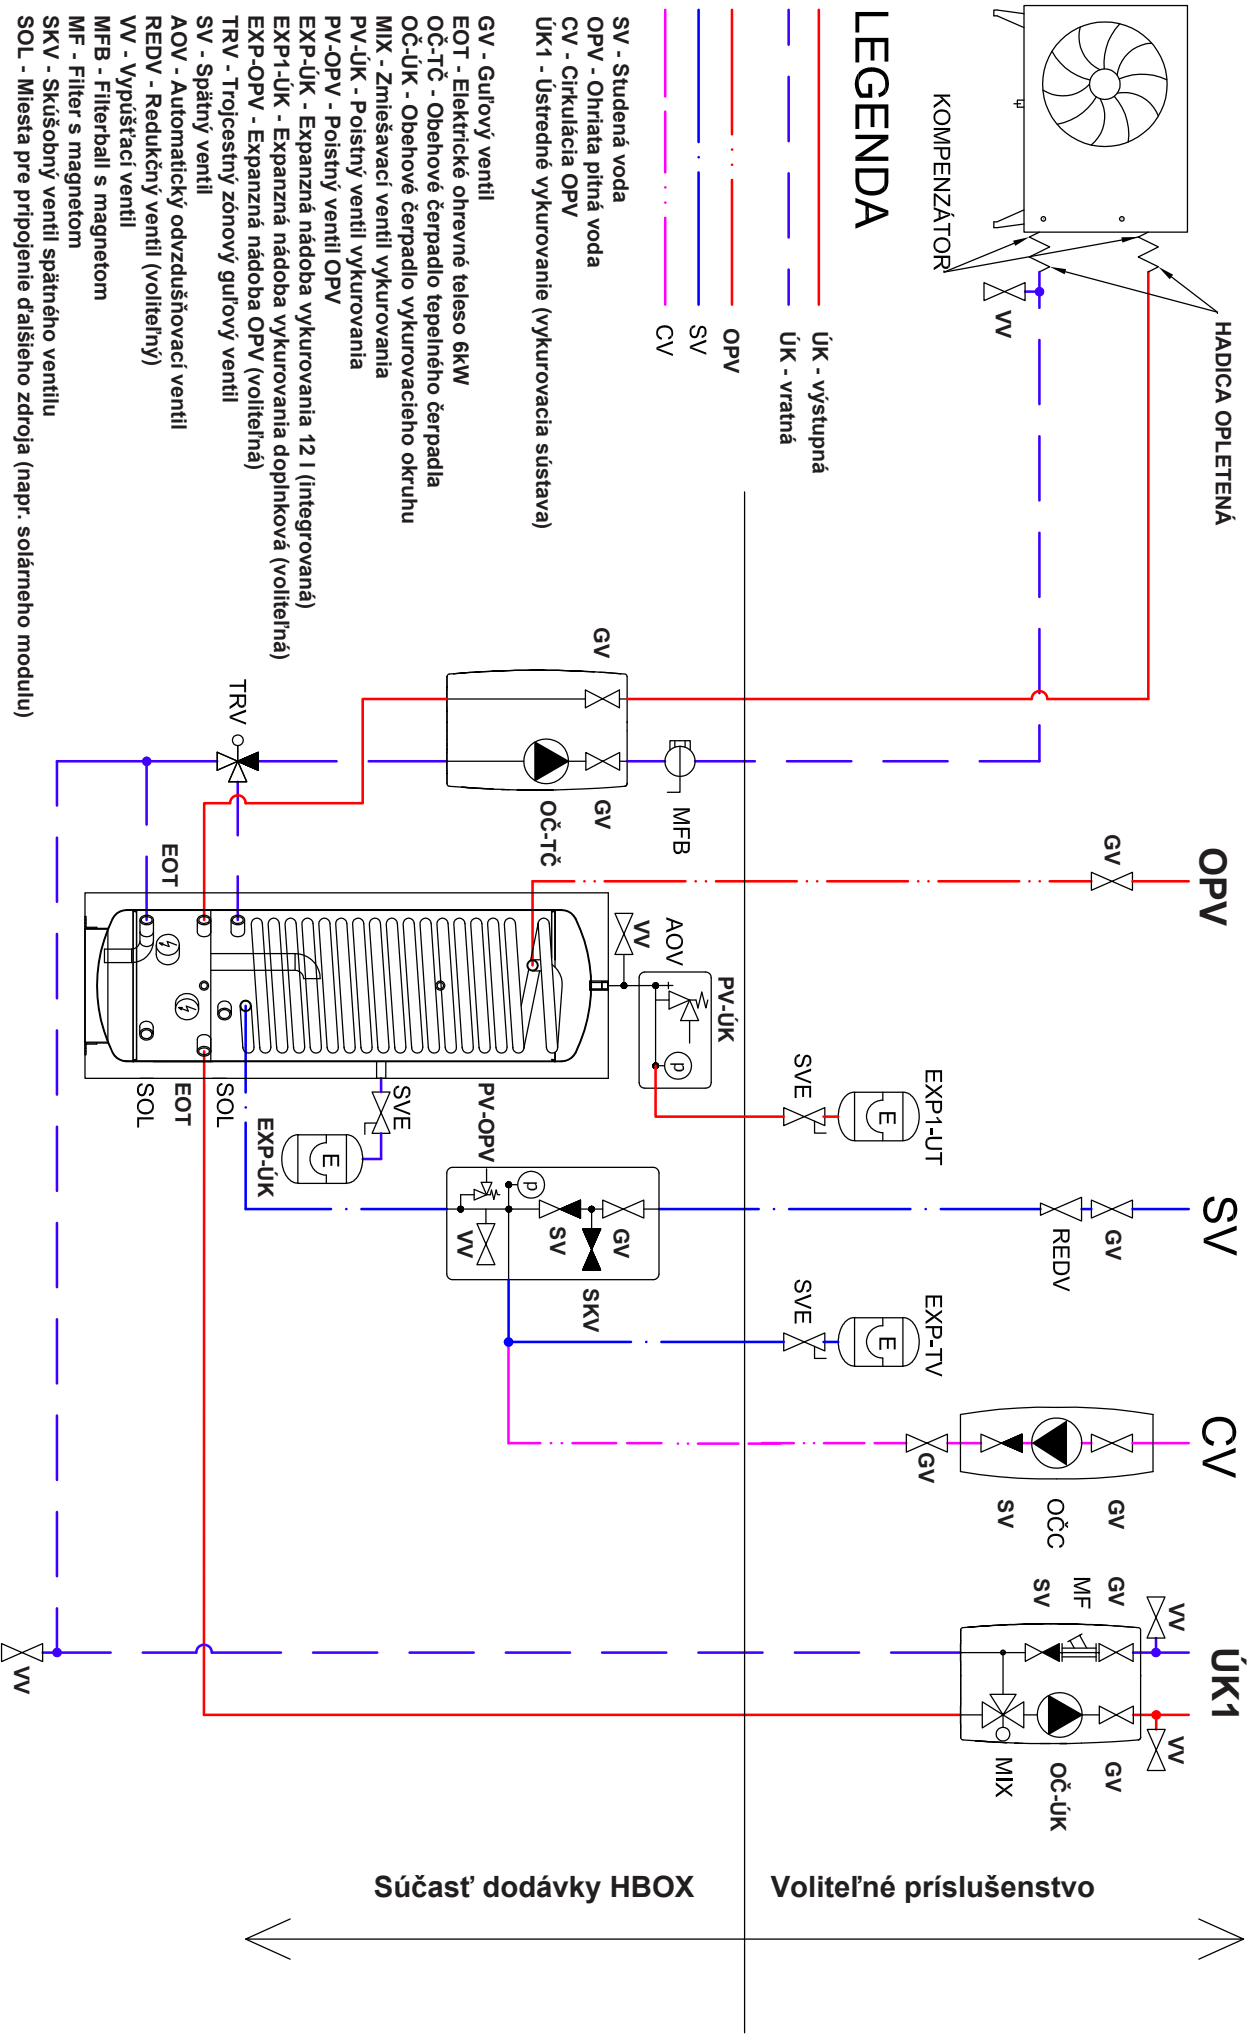 HADICA OPLETENÁ
KOMPENZÁTOR
VV
LEGENDA
ÚK - výstupná
ÚK - vratná
OPV
SV
CV
SV - Studená voda
OPV - Ohriata pitná voda
CV - Cirkulácia OPV
ÚK1 - Ústredné vykurovanie (vykurovacia sústava)
GV - Guľový ventil
EOT - Elektrické ohrevné teleso 6kW
OČ-TČ - Obehové čerpadlo tepelného čerpadla
OČ-ÚK - Obehové čerpadlo vykurovacieho okruhu
MIX - Zmiešavací ventil vykurovania
PV-ÚK - Poistný ventil vykurovania
PV-OPV - Poistný ventil OPV
EXP-ÚK - Expanzná nádoba vykurovania 12 l (integrovaná)
EXP1-ÚK - Expanzná nádoba vykurovania doplnková (voliteľná)
EXP-OPV - Expanzná nádoba OPV (voliteľná)
TRV - Trojcestný zónový guľový ventil
SV - Spätný ventil
AOV - Automatický odvzdušňovací ventil
REDV - Redukčný ventil (voliteľný)
VV - Vypúšťací ventil
MFB - Filterball s magnetom
MF - Filter s magnetom
SKV - Skúšobný ventil spätného ventilu
SOL - Miesta pre pripojenie ďalšieho zdroja (napr. solárneho modulu)
OPV
SV
CV
ÚK1
GV
GV
OČ-TČ
MFB
TRV
EOT
GV
AOV
VV
PV-ÚK
p
SVE
EXP1-UT
E
SOL
EOT
SOL
EXP-ÚK
E
SVE
PV-OPV
p
VV
SV
GV
SKV
REDV
GV
SVE
EXP-TV
E
GV
SV
OČC
GV
SV
MF
GV
VV
VV
MIX
OČ-ÚK
GV
VV
Súčasť dodávky HBOX
Voliteľné príslušenstvo